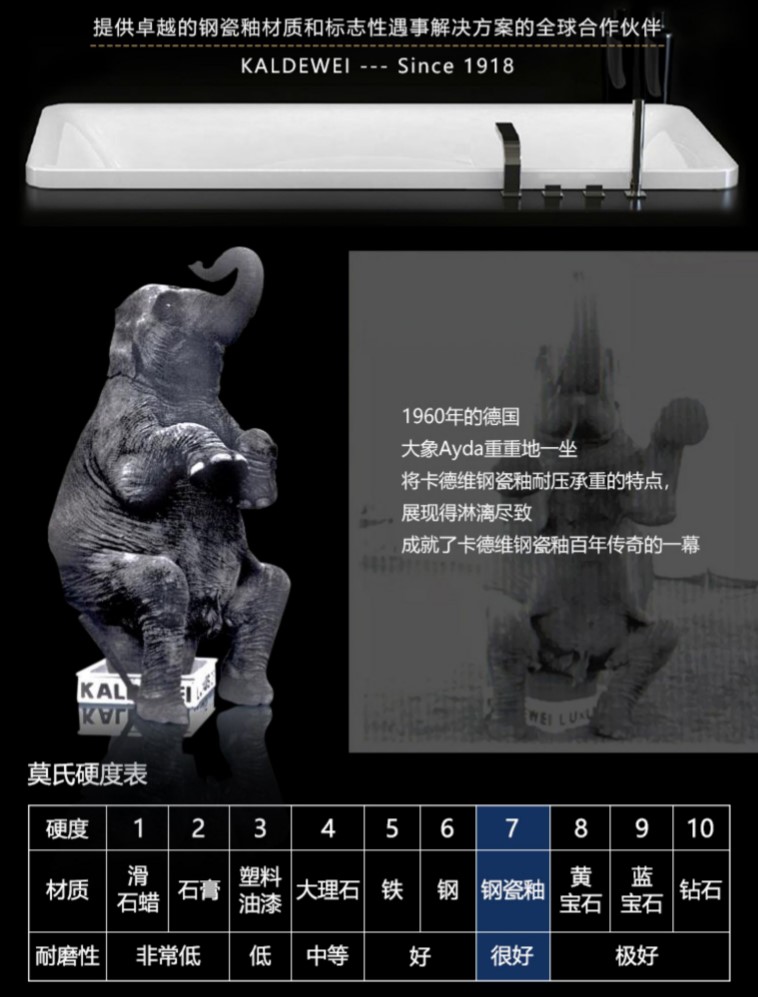 提供卓越的钢瓷釉材质和标志性遇事解决方案的全球合作伙伴
KALDEWEI --- Since 1918
1960年的德国
大象Ayda重重地一坐
将卡德维钢瓷釉耐压承重的特点，
展现得淋漓尽致
成就了卡德维钢瓷釉百年传奇的一幕
WEI LU
KAL EWEI
莫氏硬度表
硬度 1 2 3 4 5 6 7 8 9 10
材质 滑石蜡 石膏 塑料油漆 大理石 铁 钢 钢瓷釉 黄宝石 蓝宝石 钻石
耐磨性 非常低 低 中等 好 很好 极好